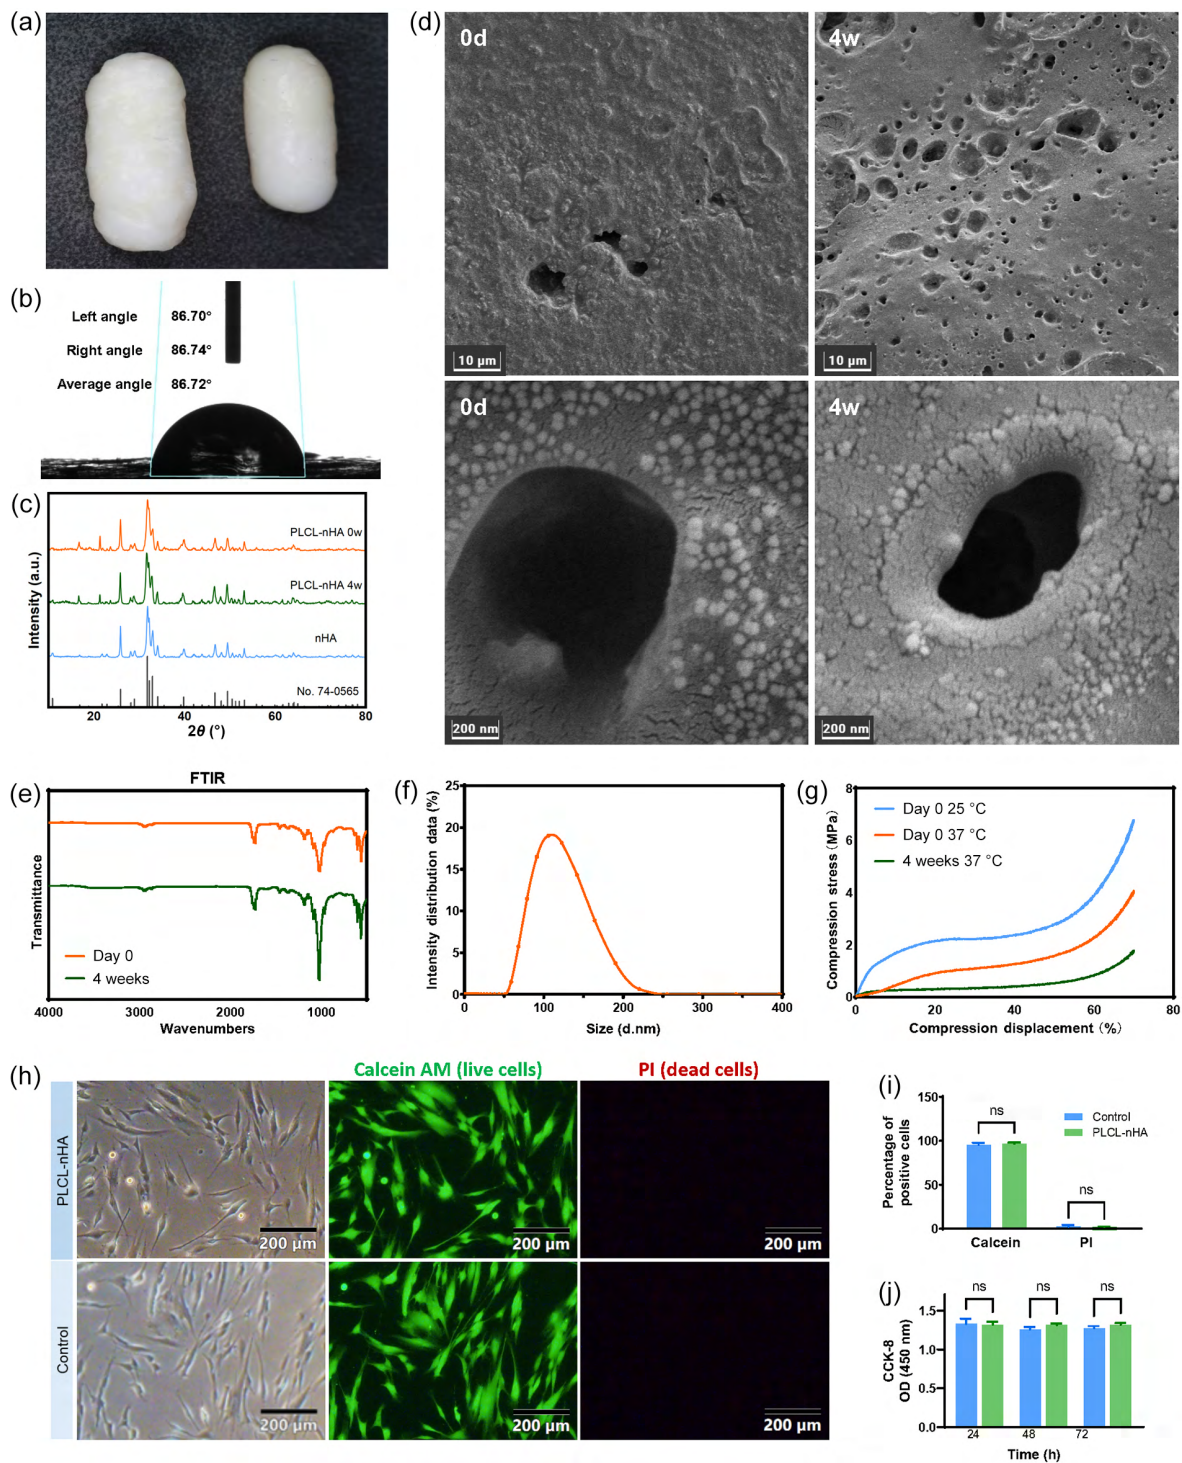 (a)
(b)
Left angle 86.70°
Right angle 86.74°
Average angle 86.72°
(c)
Intensity (a.u.)
PLCL-nHA 0w
PLCL-nHA 4w
nHA
No. 74-0565
20 40 60 80
2θ (°)
(d)
0d
10 µm
4w
10 µm
0d
200 nm
4w
200 nm
(e)
FTIR
Transmittance
Day 0
4 weeks
4000 3000 2000 1000
Wavenumbers
(f)
Intensity distribution data (%)
25
20
15
10
5
0
0 100 200 300 400
Size (d.nm)
(g)
Compression stress (MPa)
8
6
4
2
0
Day 0 25 °C
Day 0 37 °C
4 weeks 37 °C
0 20 40 60 80
Compression displacement (%)
(h)
Calcein AM (live cells)
PI (dead cells)
PLCL-nHA
200 µm
200 µm
200 µm
Control
200 µm
200 µm
200 µm
(i)
Percentage of
positive cells
150
100
50
0
ns
ns
Control
PLCL-nHA
Calcein PI
(j)
CCK-8
OD (450 nm)
1.5
1.0
0.5
0.0
ns ns ns
24 48 72
Time (h)